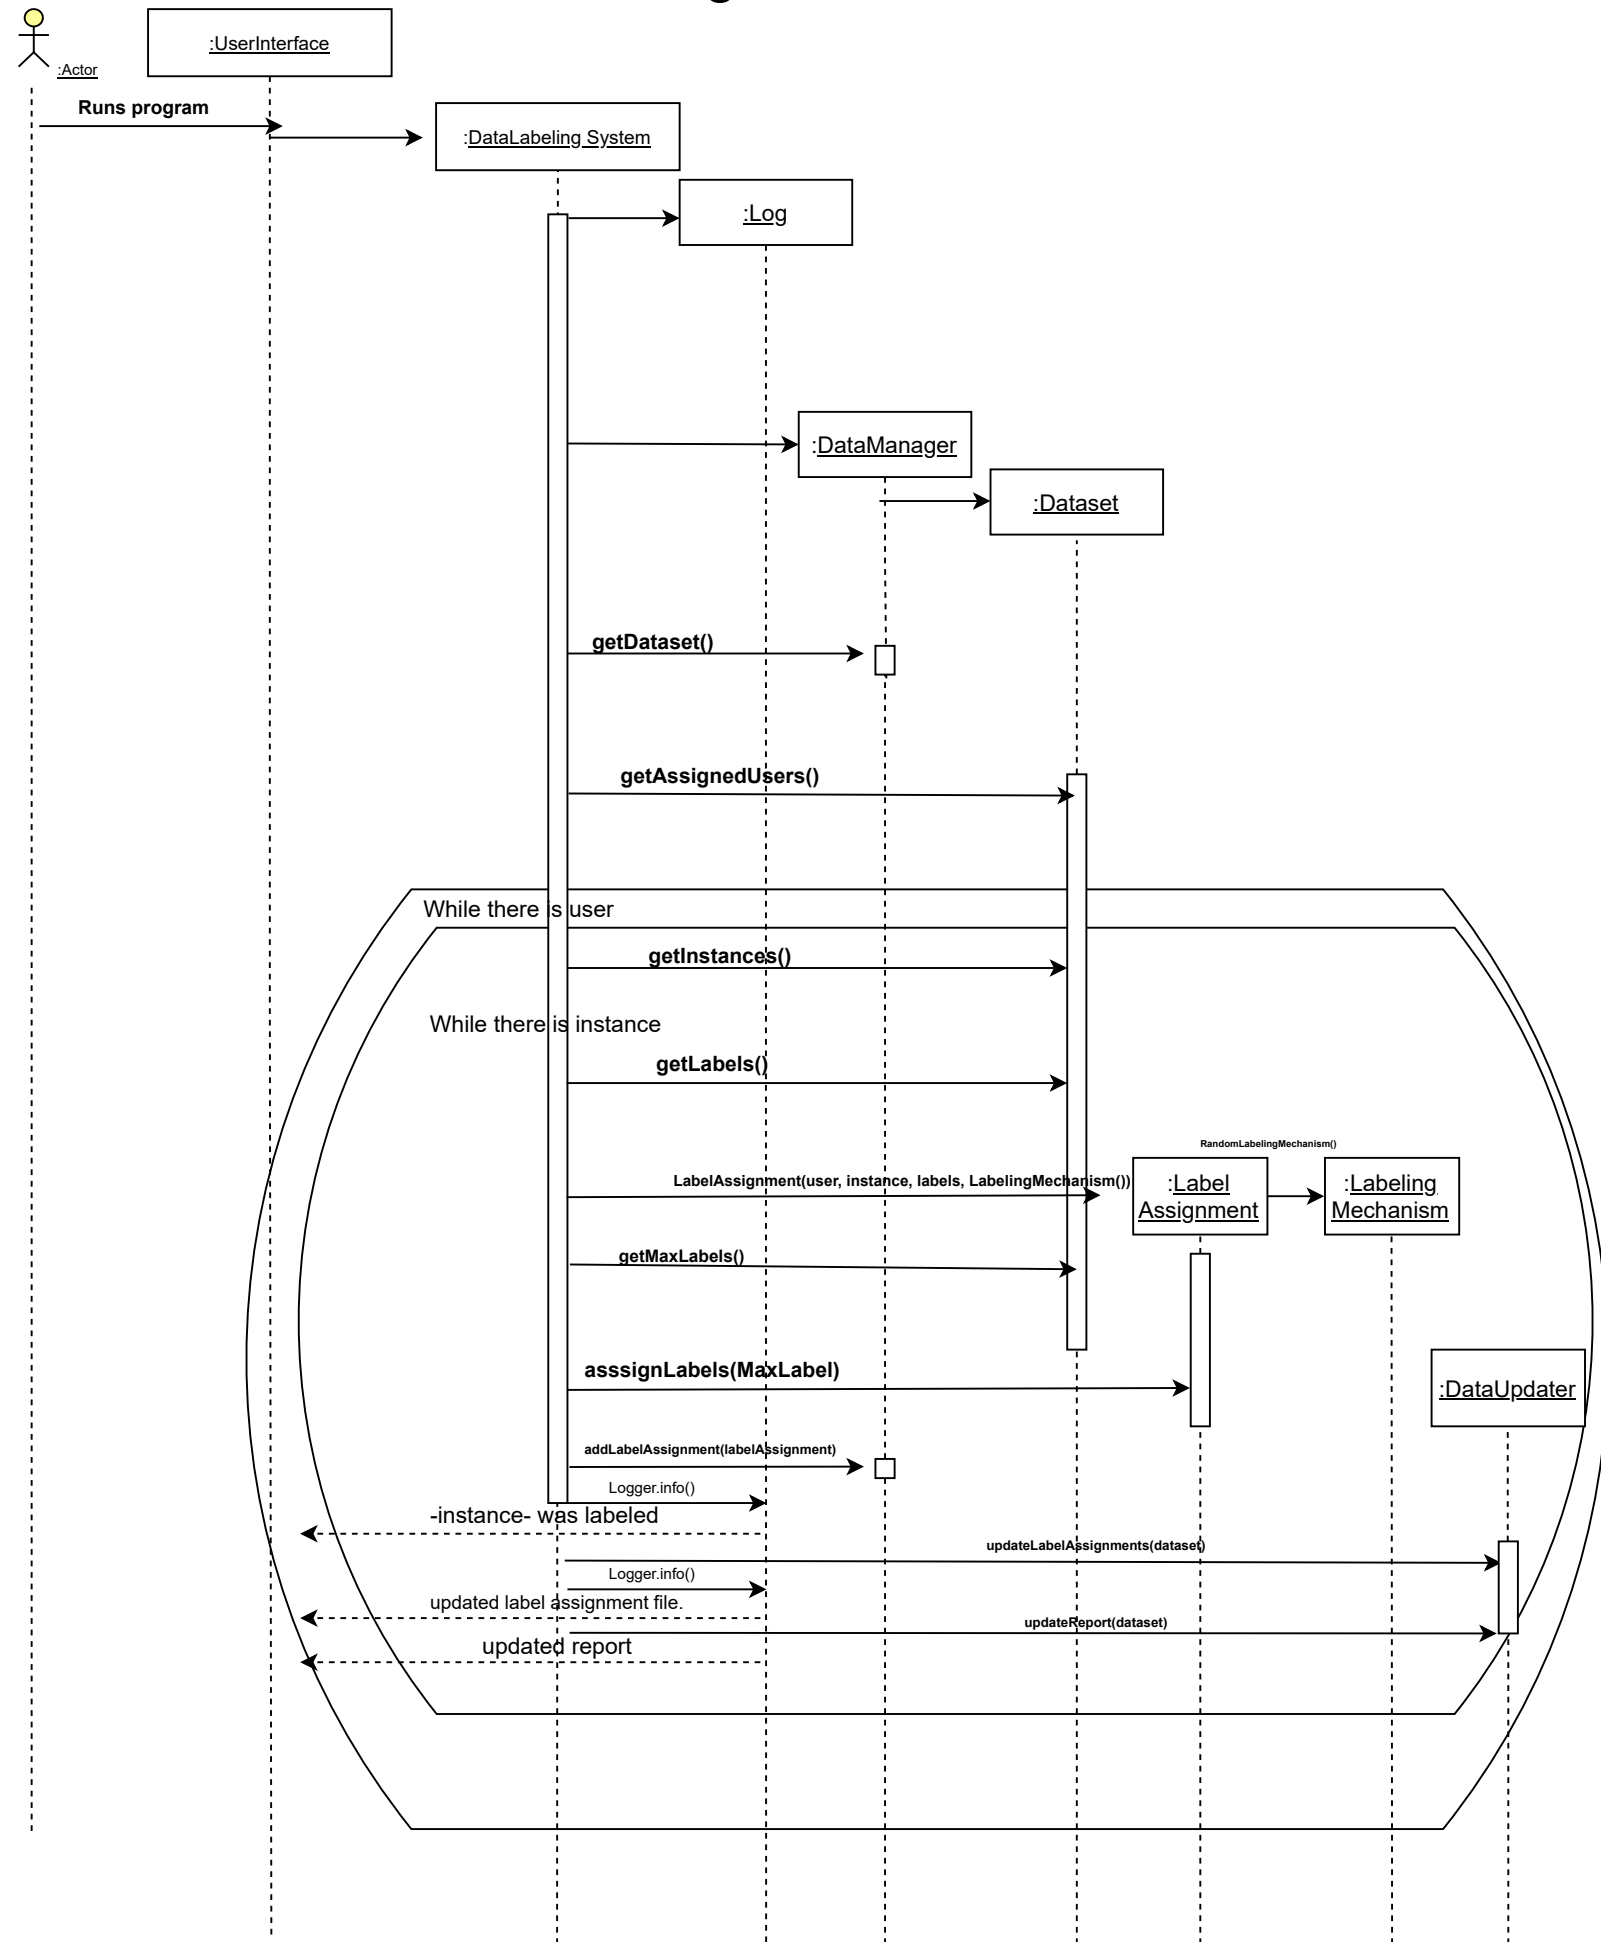 :Actor
:UserInterface
Runs program
:DataLabeling System
:Log
:DataManager
:Dataset
getDataset()
getAssignedUsers()
While there is user
getInstances()
While there is instance
getLabels()
RandomLabelingMechanism()
LabelAssignment(user, instance, labels, LabelingMechanism())
:Label
Assignment
:Labeling
Mechanism
getMaxLabels()
asssignLabels(MaxLabel)
:DataUpdater
addLabelAssignment(labelAssignment)
Logger.info()
-instance- was labeled
updateLabelAssignments(dataset)
Logger.info()
updated label assignment file.
updateReport(dataset)
updated report